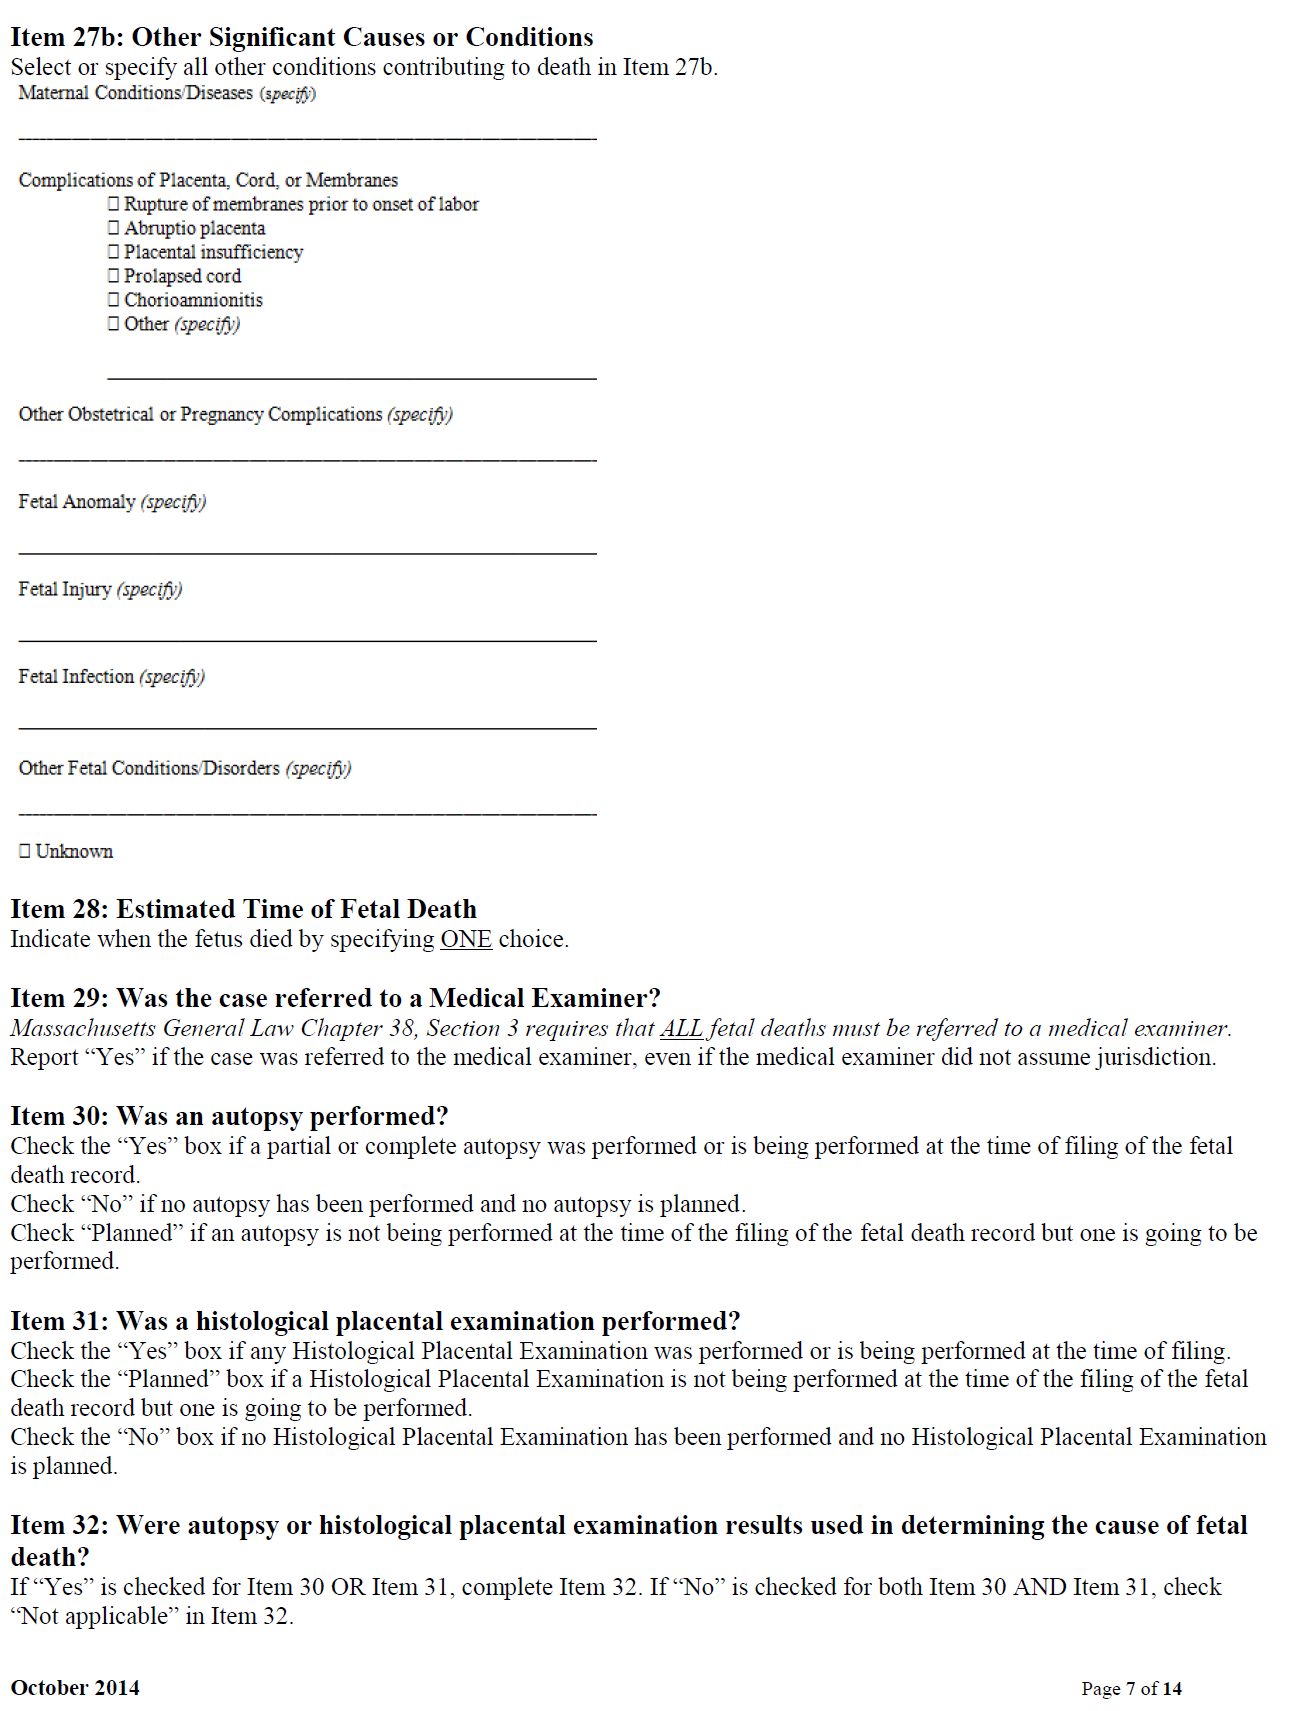 Item 27b: Other Significant Causes or Conditions
Select or specify all other conditions contributing to death in Item 27b.
Maternal Conditions/Diseases (specify)
Complications of Placenta, Cord, or Membranes
☐ Rupture of membranes prior to onset of labor
☐ Abruptio placenta
☐ Placental insufficiency
☐ Prolapsed cord
☐ Chorioamnionitis
☐ Other (specify)
Other Obstetrical or Pregnancy Complications (specify)
Fetal Anomaly (specify)
Fetal Injury (specify)
Fetal Infection (specify)
Other Fetal Conditions/Disorders (specify)
☐ Unknown
Item 28: Estimated Time of Fetal Death
Indicate when the fetus died by specifying ONE choice.
Item 29: Was the case referred to a Medical Examiner?
Massachusetts General Law Chapter 38, Section 3 requires that ALL fetal deaths must be referred to a medical examiner.
Report “Yes” if the case was referred to the medical examiner, even if the medical examiner did not assume jurisdiction.
Item 30: Was an autopsy performed?
Check the “Yes” box if a partial or complete autopsy was performed or is being performed at the time of filing of the fetal
death record.
Check “No” if no autopsy has been performed and no autopsy is planned.
Check “Planned” if an autopsy is not being performed at the time of the filing of the fetal death record but one is going to be
performed.
Item 31: Was a histological placental examination performed?
Check the “Yes” box if any Histological Placental Examination was performed or is being performed at the time of filing.
Check the “Planned” box if a Histological Placental Examination is not being performed at the time of the filing of the fetal
death record but one is going to be performed.
Check the “No” box if no Histological Placental Examination has been performed and no Histological Placental Examination
is planned.
Item 32: Were autopsy or histological placental examination results used in determining the cause of fetal
death?
If “Yes” is checked for Item 30 OR Item 31, complete Item 32. If “No” is checked for both Item 30 AND Item 31, check
“Not applicable” in Item 32.
October 2014
Page 7 of 14